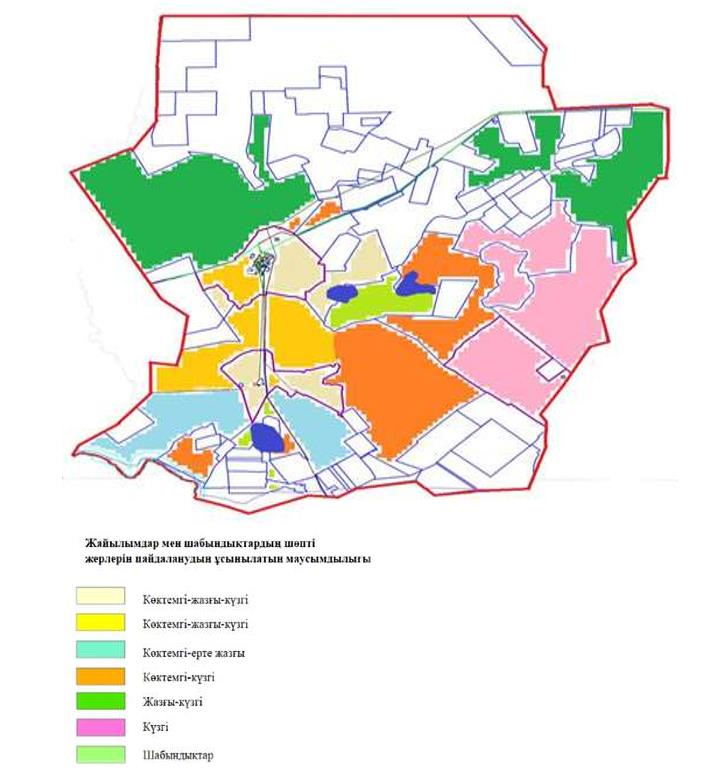 Жайылымдар мен шабындықтардың шөпті
жерлерін пайдаланудың ұсынылатын маусымдылығы
Көктемгі-жазғы-күзгі
Көктемгі-жазғы-күзгі
Көктемгі-ерте жазғы
Көктемгі-күзгі
Жазғы-күзгі
Күзгі
Шабындықтар